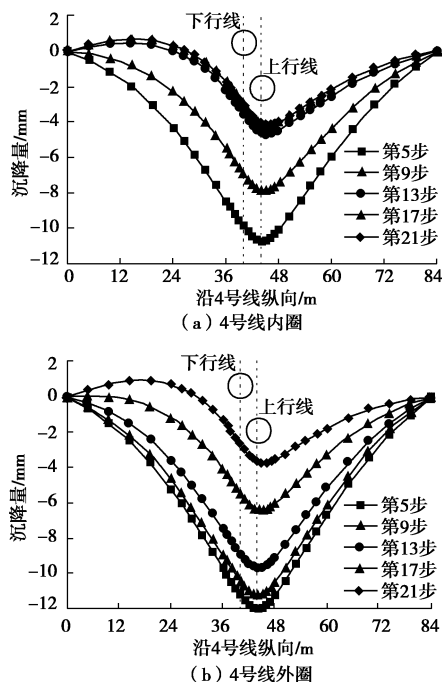 下行线
上行线
0
-2
-4
-6
-8
-10
-12
沉降量/mm
第5步
第9步
第13步
第17步
第21步
0 12 24 36 48 60 72 84
沿4号线纵向/m
（a）4号线内圈
下行线
上行线
2
0
-2
-4
-6
-8
-10
-12
沉降量/mm
第5步
第9步
第13步
第17步
第21步
0 12 24 36 48 60 72 84
沿4号线纵向/m
（b）4号线外圈